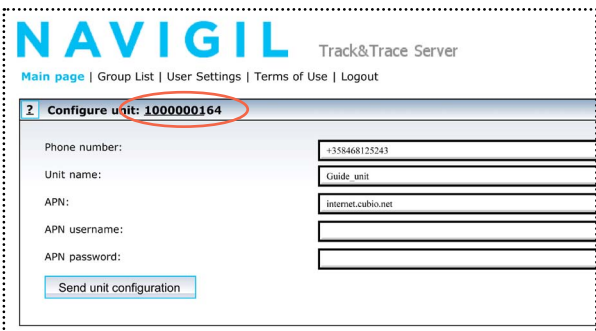 NAVIGIL Track&Trace Server
Main page | Group List | User Settings | Terms of Use | Logout
? Configure unit: 1000000164
Phone number: +358468125243
Unit name: Guide_unit
APN: internet.cubio.net
APN username:
APN password:
Send unit configuration